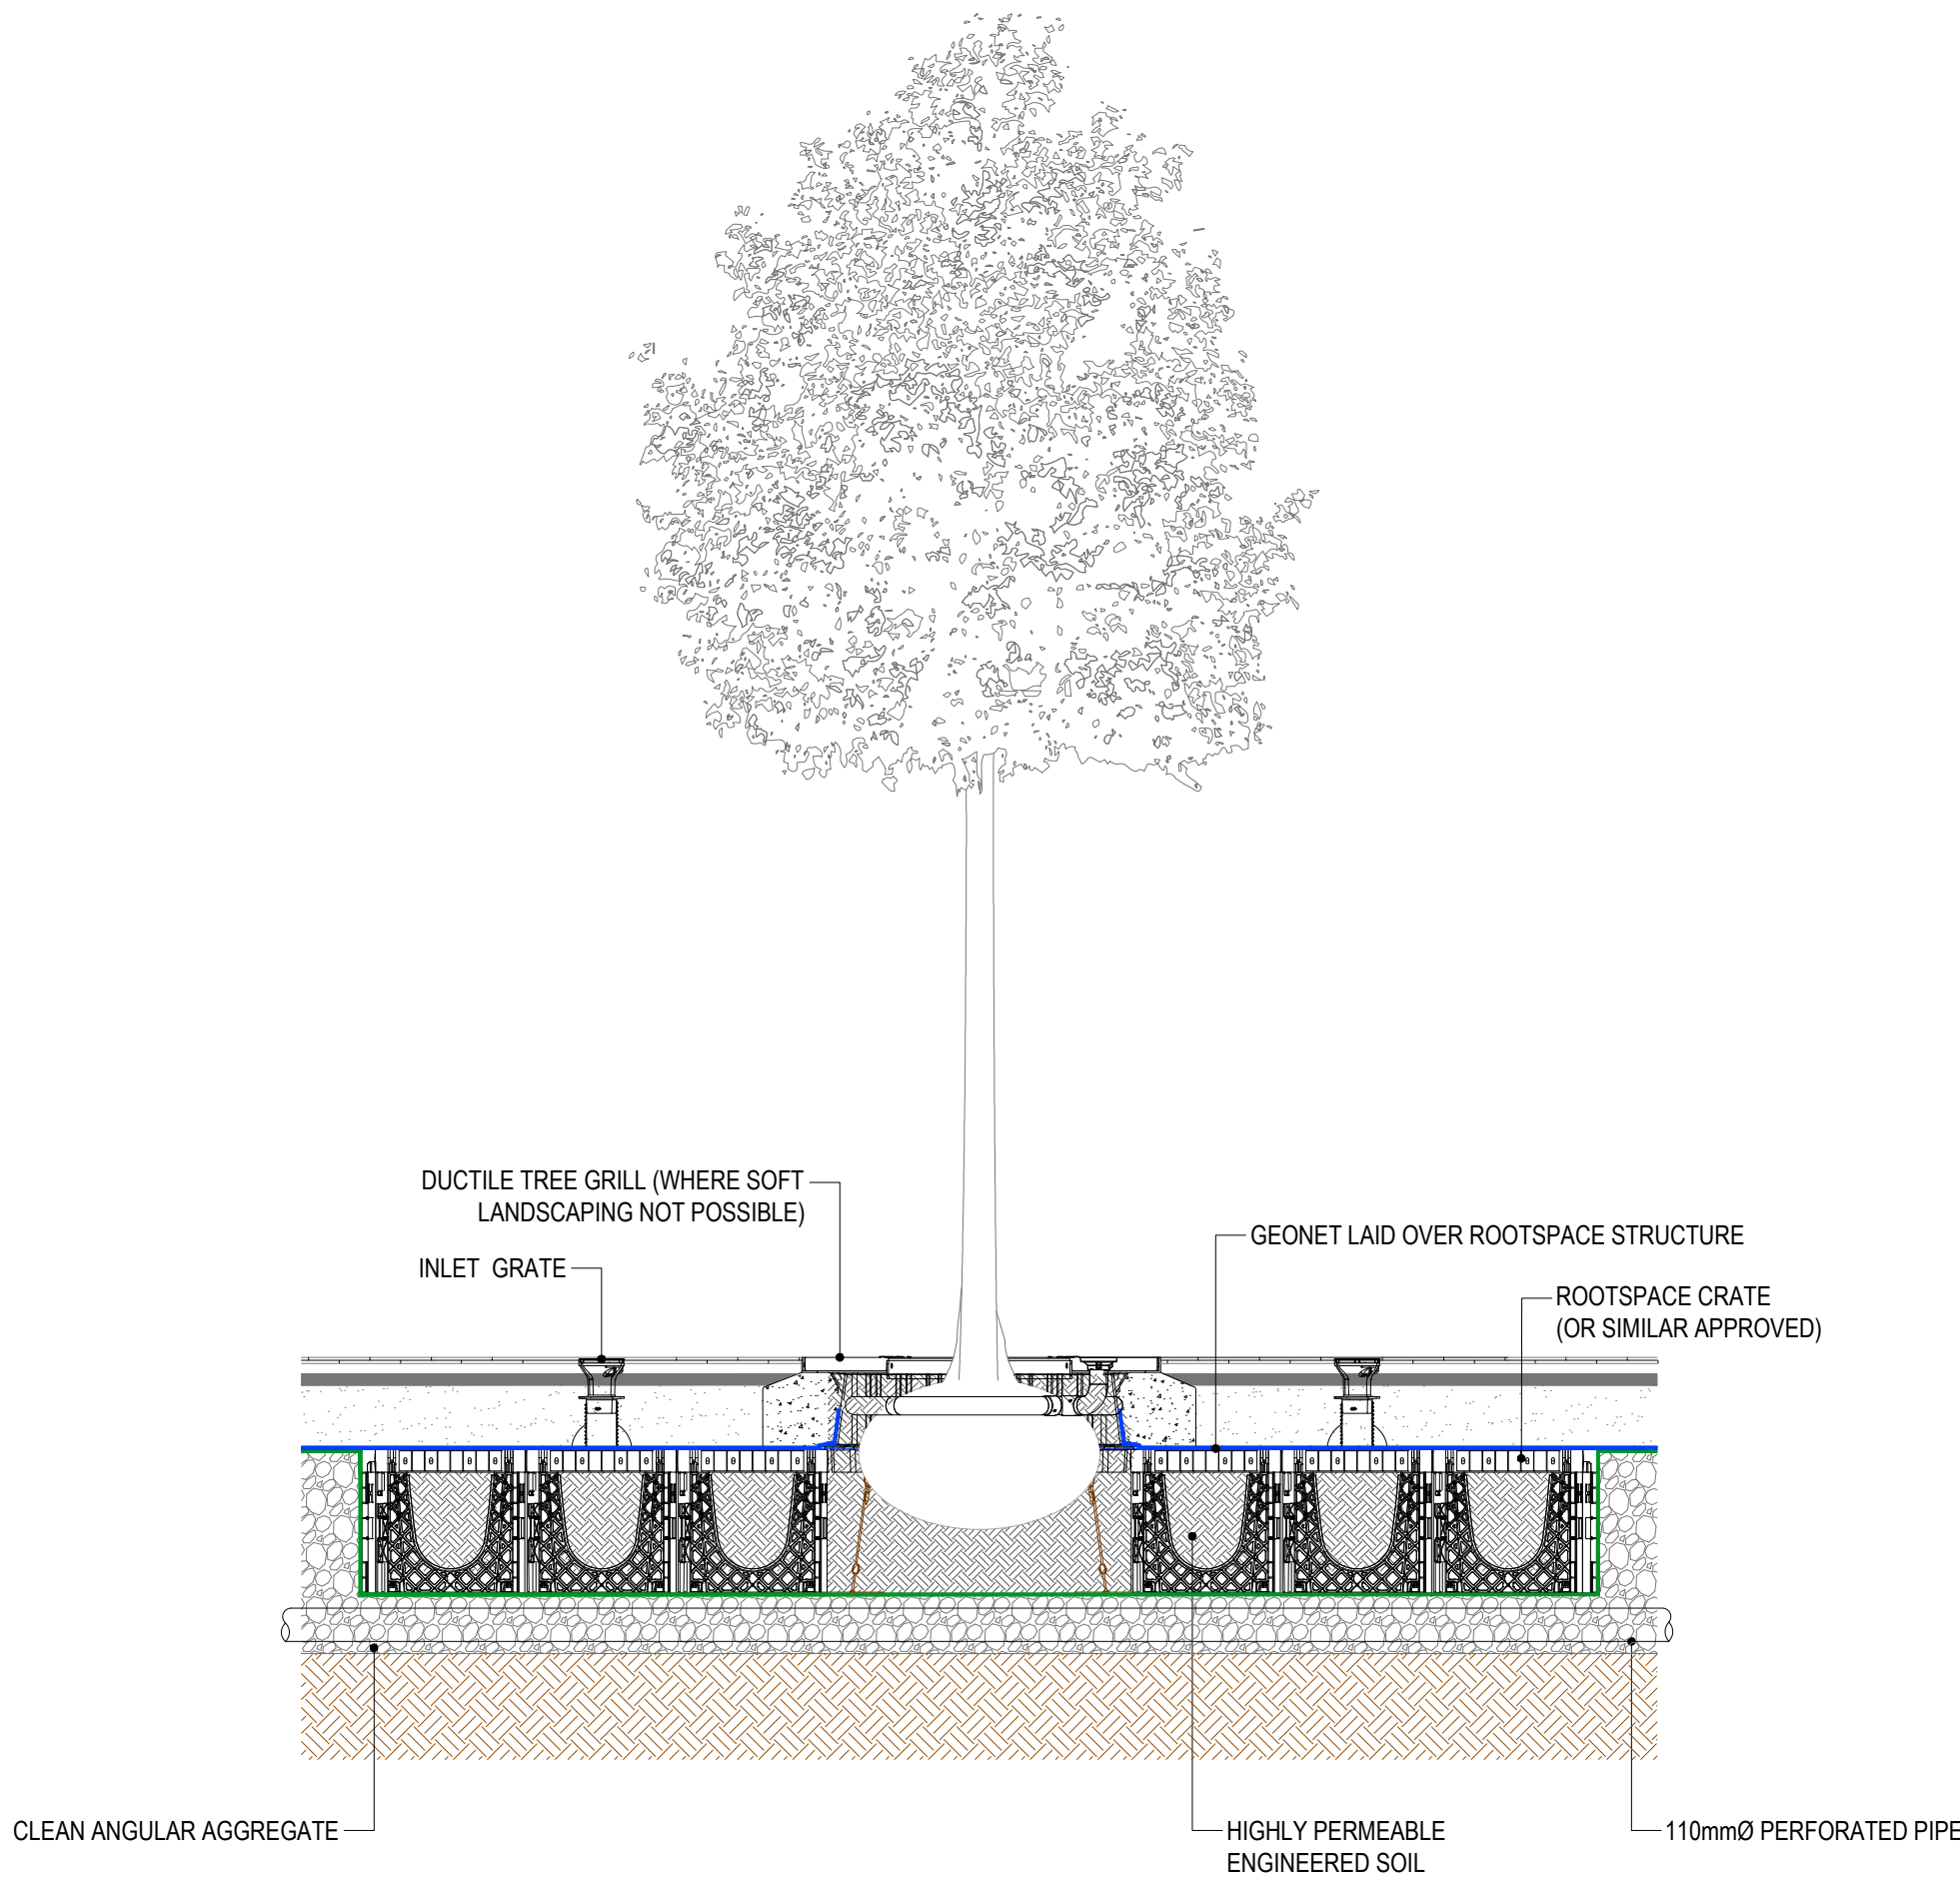 DUCTILE TREE GRILL (WHERE SOFT
LANDSCAPING NOT POSSIBLE)
INLET GRATE
GEONET LAID OVER ROOTSPACE STRUCTURE
ROOTSPACE CRATE
(OR SIMILAR APPROVED)
CLEAN ANGULAR AGGREGATE
HIGHLY PERMEABLE
ENGINEERED SOIL
110mmØ PERFORATED PIPE